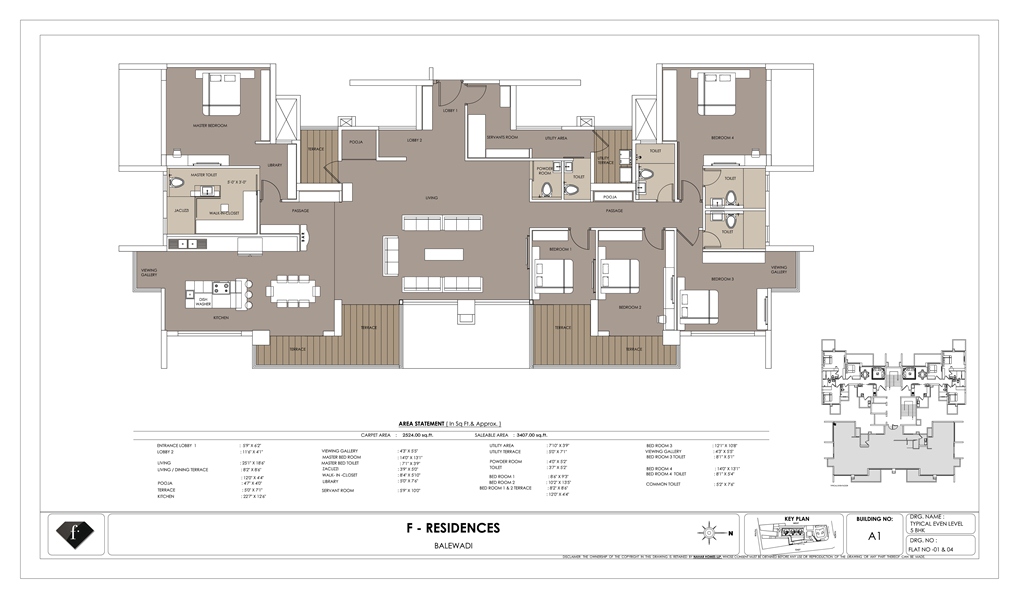 LOBBY 1
MASTER BEDROOM
LIBRARY
TERRACE
POOJA
LOBBY 2
SERVANTS ROOM
UTILITY AREA
UTILITY TERRACE
TOILET
BEDROOM 4
MASTER TOILET
5'-0" X 5'-0"
JACUZZI
WALK IN CLOSET
PASSAGE
LIVING
POWDER ROOM
TOILET
POOJA
PASSAGE
TOILET
TOILET
VIEWING GALLERY
DISH WASHER
KITCHEN
TERRACE
TERRACE
BEDROOM 1
BEDROOM 2
BEDROOM 3
VIEWING GALLERY
TERRACE
TERRACE
AREA STATEMENT ( In Sq Ft.& Approx. )
CARPET AREA : 2524.00 sq.ft. SALEABLE AREA : 3407.00 sq.ft.
ENTRANCE LOBBY 1 : 5'9" X 6'2"
LOBBY 2 : 11'6" X 4'1"
LIVING : 25'1" X 18'6"
LIVING / DINING TERRACE : 8'2" X 8'6"
: 12'0" X 4'4"
POOJA : 4'7" X 4'0"
TERRACE : 5'0" X 7'1"
KITCHEN : 22'7" X 12'6"
VIEWING GALLERY : 4'3" X 5'3"
MASTER BED ROOM : 14'0" X 13'1"
MASTER BED TOILET : 7'1" X 5'9"
JACUZZI : 3'9" X 5'0"
WALK- IN -CLOSET : 8'4" X 5'10"
LIBRARY : 5'0" X 7'6"
SERVANT ROOM : 5'9" X 10'0"
UTILITY AREA : 7'10" X 3'9"
UTILITY TERRACE : 5'0" X 7'1"
POWDER ROOM : 4'0" X 5'2"
TOILET : 3'7" X 5'2"
BED ROOM 1 : 8'6" X 9'3"
BED ROOM 2 : 10'2" X 13'5"
BED ROOM 1 & 2 TERRACE : 8'2" X 8'6"
: 12'0" X 4'4"
BED ROOM 3 : 12'1" X 10'8"
VIEWING GALLERY : 4'3" X 5'3"
BED ROOM 3 TOILET : 8'1" X 5'1"
BED ROOM 4 : 14'0" X 13'1"
BED ROOM 4 TOILET : 8'1" X 5'4"
COMMON TOILET : 5'2" X 7'6"
f
F - RESIDENCES
BALEWADI
N
KEY PLAN
BUILDING NO:
A1
DRG. NAME :
TYPICAL EVEN LEVEL
5 BHK
DRG. NO :
FLAT NO -01 & 04